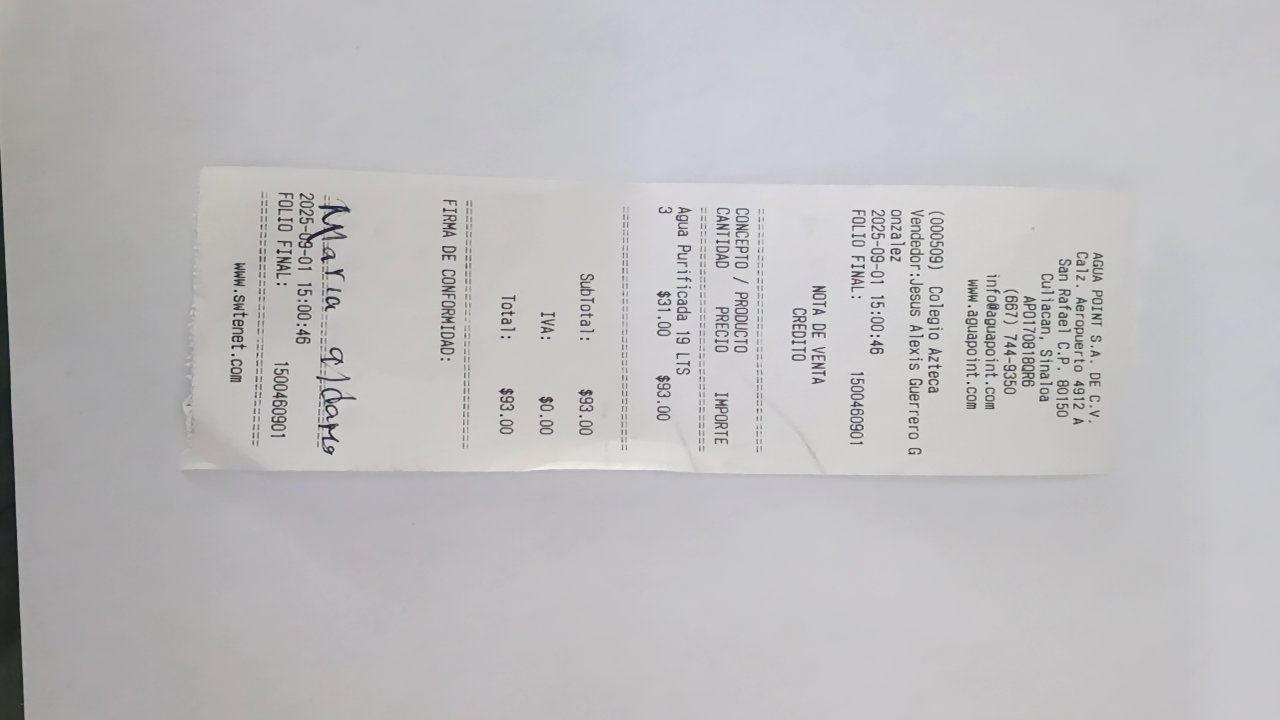 AGUA POINT S.A. DE C.V.
Calz. Aeropuerto 4912 A
San Rafael C.P. 80150
Culiacan, Sinaloa
APO170818QR6
(667) 744-9350
info@aguapoint.com
www.aguapoint.com
(000509) Colegio Azteca
Vendedor:Jesus Alexis Guerrero G
onzalez
2025-09-01 15:00:46
FOLIO FINAL: 1500460901
NOTA DE VENTA
CREDITO
CONCEPTO / PRODUCTO
CANTIDAD PRECIO IMPORTE
Agua Purificada 19 LTS
3 $31.00 $93.00
SubTotal: $93.00
IVA: $0.00
Total: $93.00
FIRMA DE CONFORMIDAD:
Maria
2025-09-01 15:00:46
FOLIO FINAL: 1500460901
www.swtenet.com